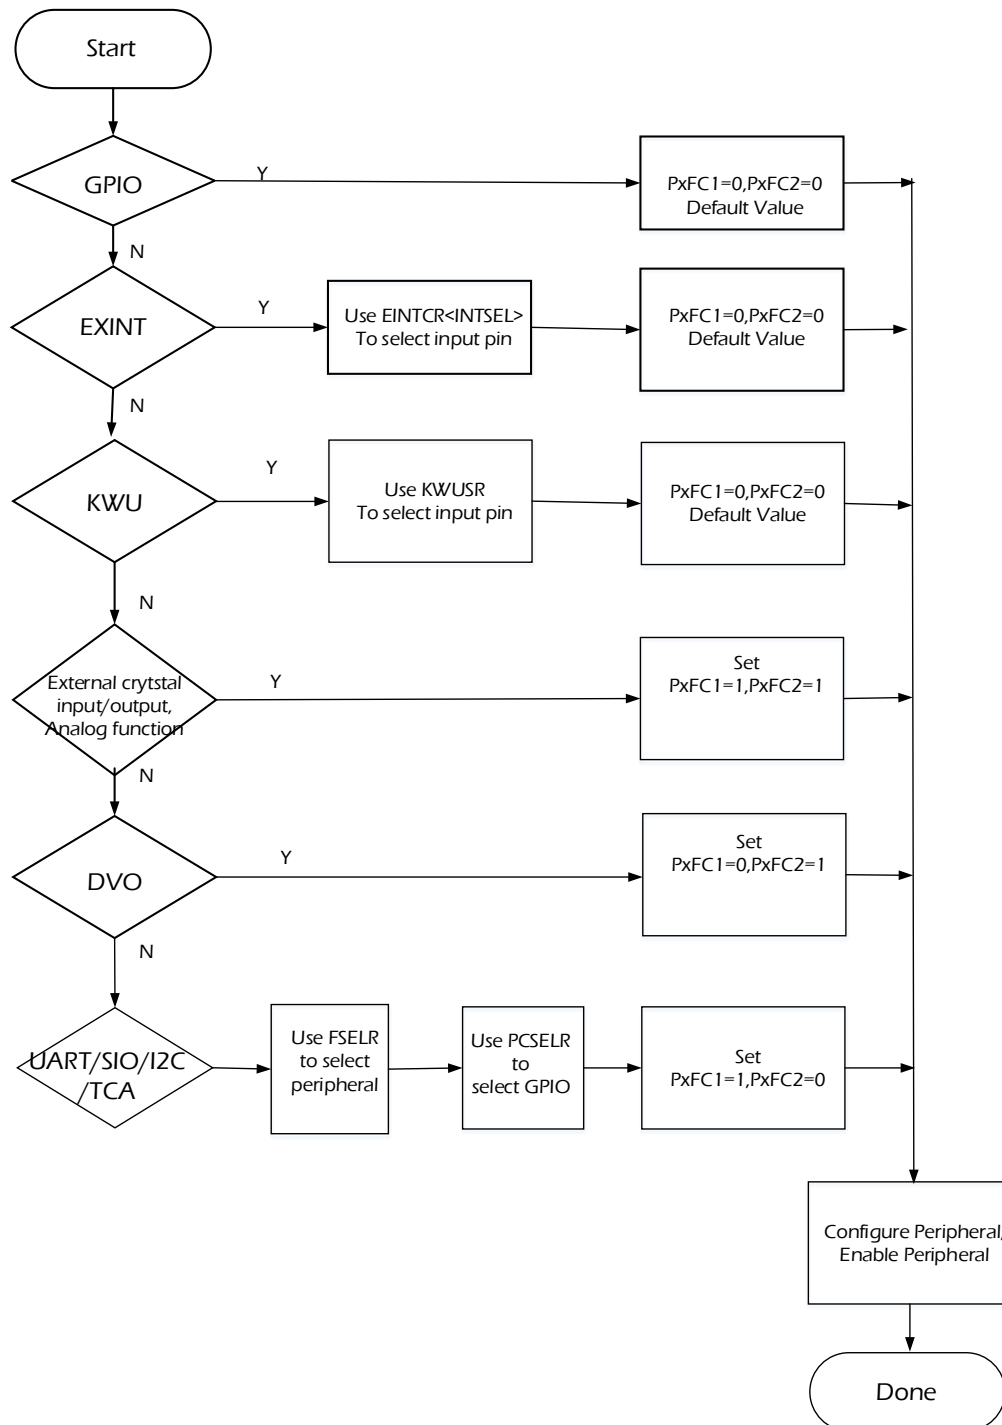 Start
GPIO
Y
PxFC1=0,PxFC2=0
Default Value
N
EXINT
Y
Use EINTCR<INTSEL>
To select input pin
PxFC1=0,PxFC2=0
Default Value
N
KWU
Y
Use KWUSR
To select input pin
PxFC1=0,PxFC2=0
Default Value
N
External crytstal
input/output,
Analog function
Y
Set
PxFC1=1,PxFC2=1
N
DVO
Y
Set
PxFC1=0,PxFC2=1
N
UART/SIO/I2C
/TCA
Use FSELR
to select
peripheral
Use PCSELR
to
select GPIO
Set
PxFC1=1,PxFC2=0
Configure Peripheral,
Enable Peripheral
Done